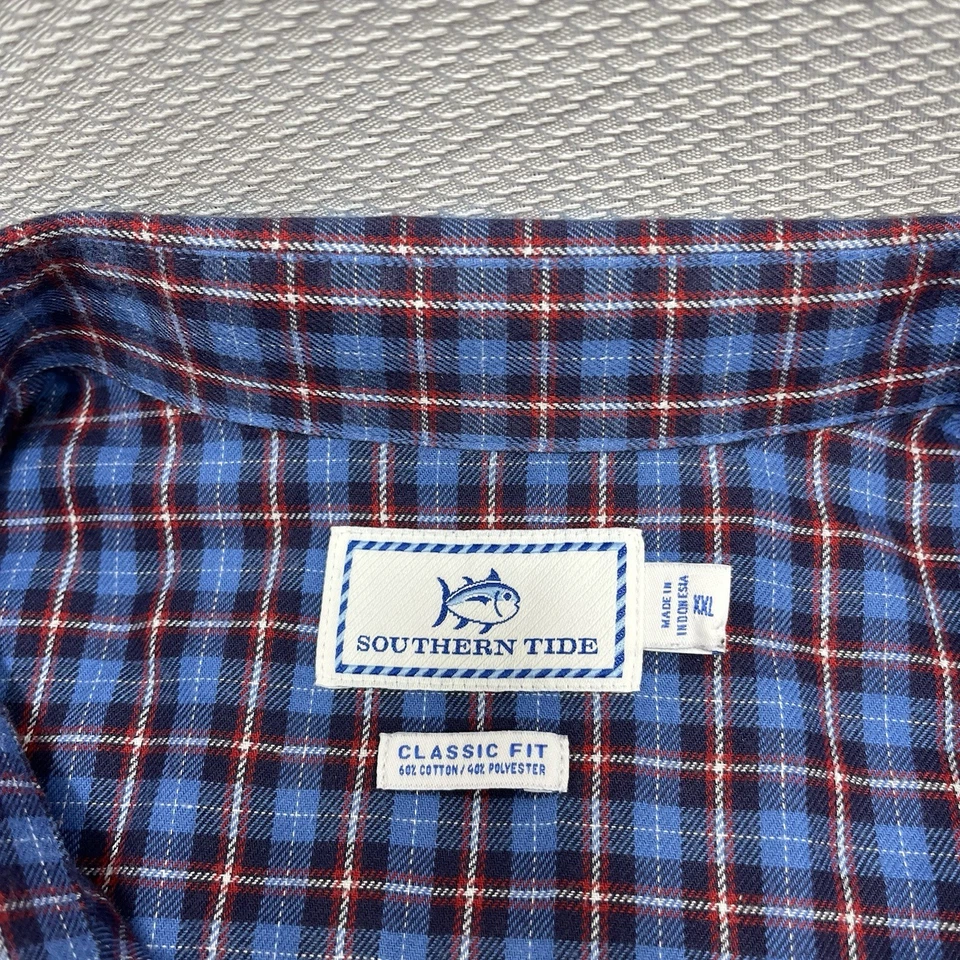 SOUTHERN TIDE
MADE IN
INDONESIA
XXL
CLASSIC FIT
60% COTTON / 40% POLYESTER